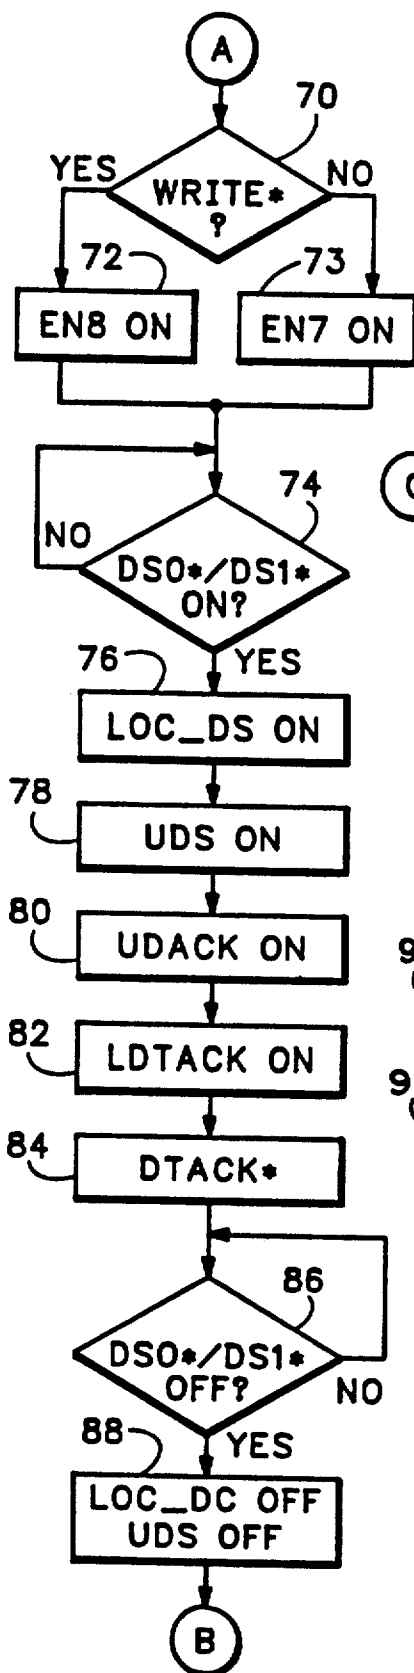 A
70
WRITE*
?
YES
NO
72
73
EN8 ON
EN7 ON
74
NO
DS0*/DS1*
ON?
YES
76
LOC_DS ON
78
UDS ON
80
UDACK ON
9
82
LDTACK ON
9
84
DTACK*
86
DS0*/DS1*
OFF?
NO
YES
88
LOC_DC OFF
UDS OFF
B